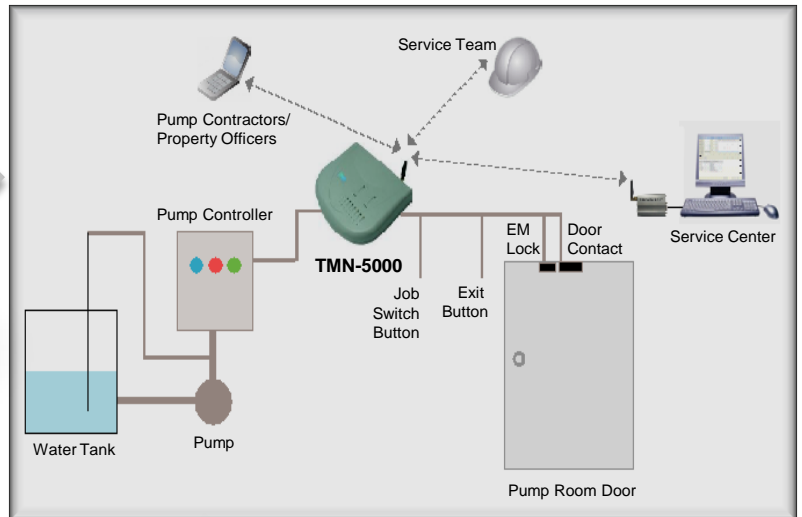 Service Team
Pump Contractors/
Property Officers
Pump Controller
TMN-5000
EM
Lock
Door
Contact
Service Center
Job
Switch
Button
Exit
Button
Water Tank
Pump
Pump Room Door